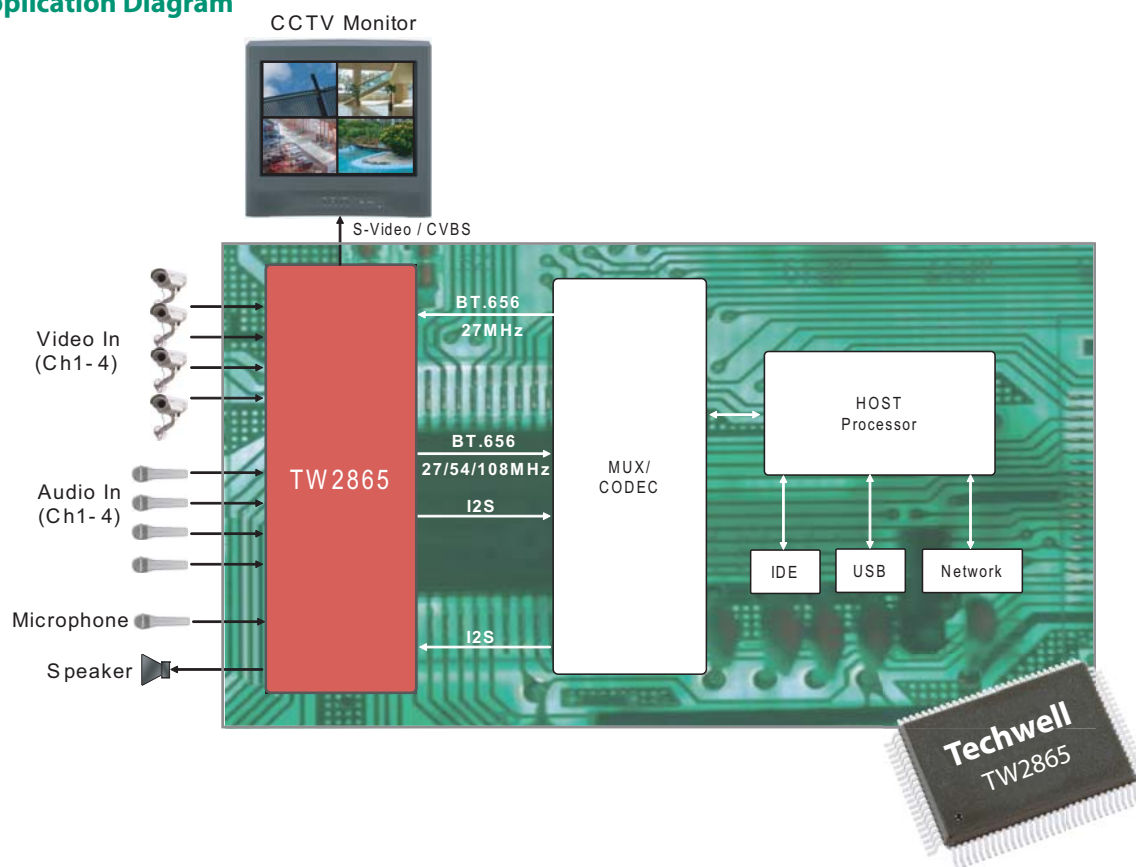 plication Diagram
CCTV Monitor
S-Video / CVBS
Video In
(Ch1-4)
Audio In
(Ch1-4)
Microphone
Speaker
TW2865
BT.656
27MHz
BT.656
27/54/108MHz
I2S
I2S
MUX/
CODEC
HOST
Processor
IDE
USB
Network
Techwell
TW2865